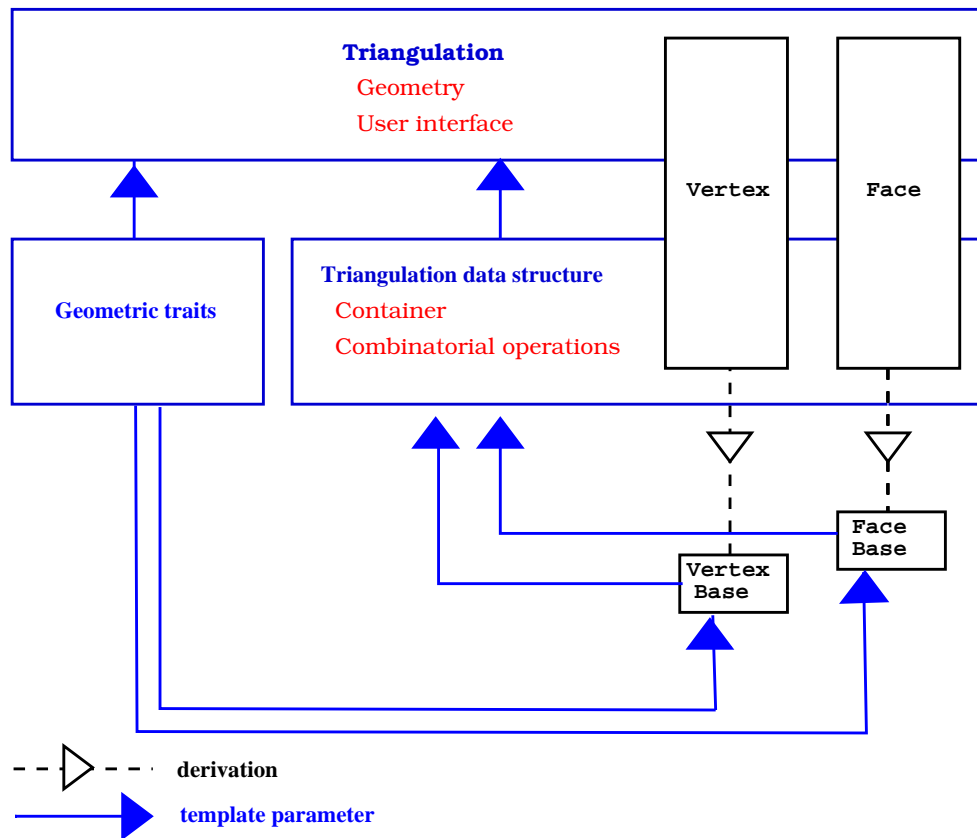 Triangulation
Geometry
User interface
Vertex
Face
Geometric traits
Triangulation data structure
Container
Combinatorial operations
Face
Base
Vertex
Base
derivation
template parameter